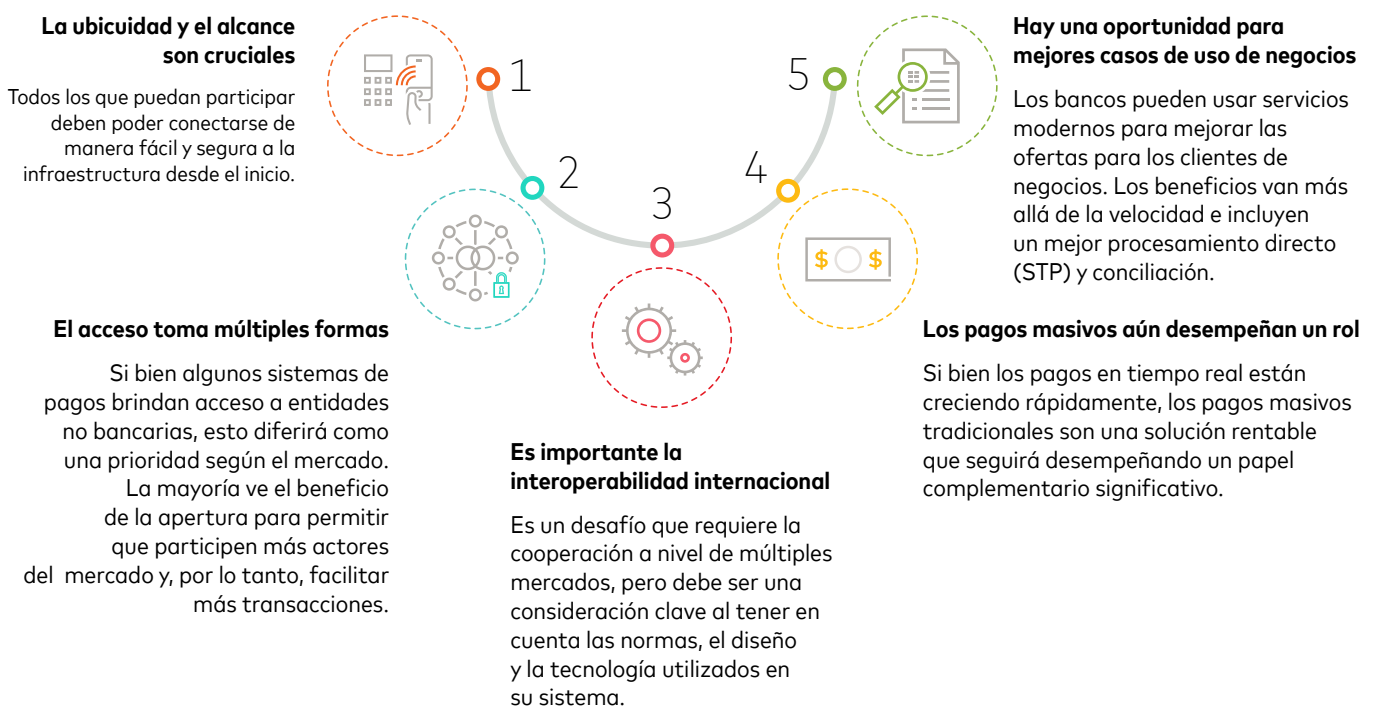 La ubicuidad y el alcance
son cruciales
Todos los que puedan participar
deben poder conectarse de
manera fácil y segura a la
infraestructura desde el inicio.
1
2
El acceso toma múltiples formas
Si bien algunos sistemas de
pagos brindan acceso a entidades
no bancarias, esto diferirá como
una prioridad según el mercado.
La mayoría ve el beneficio
de la apertura para permitir
que participen más actores
del mercado y, por lo tanto, facilitar
más transacciones.
3
Es importante la
interoperabilidad internacional
Es un desafío que requiere la
cooperación a nivel de múltiples
mercados, pero debe ser una
consideración clave al tener en
cuenta las normas, el diseño
y la tecnología utilizados en
su sistema.
4
$ $
Los pagos masivos aún desempeñan un rol
Si bien los pagos en tiempo real están
creciendo rápidamente, los pagos masivos
tradicionales son una solución rentable
que seguirá desempeñando un papel
complementario significativo.
5
Hay una oportunidad para
mejores casos de uso de negocios
Los bancos pueden usar servicios
modernos para mejorar las
ofertas para los clientes de
negocios. Los beneficios van más
allá de la velocidad e incluyen
un mejor procesamiento directo
(STP) y conciliación.